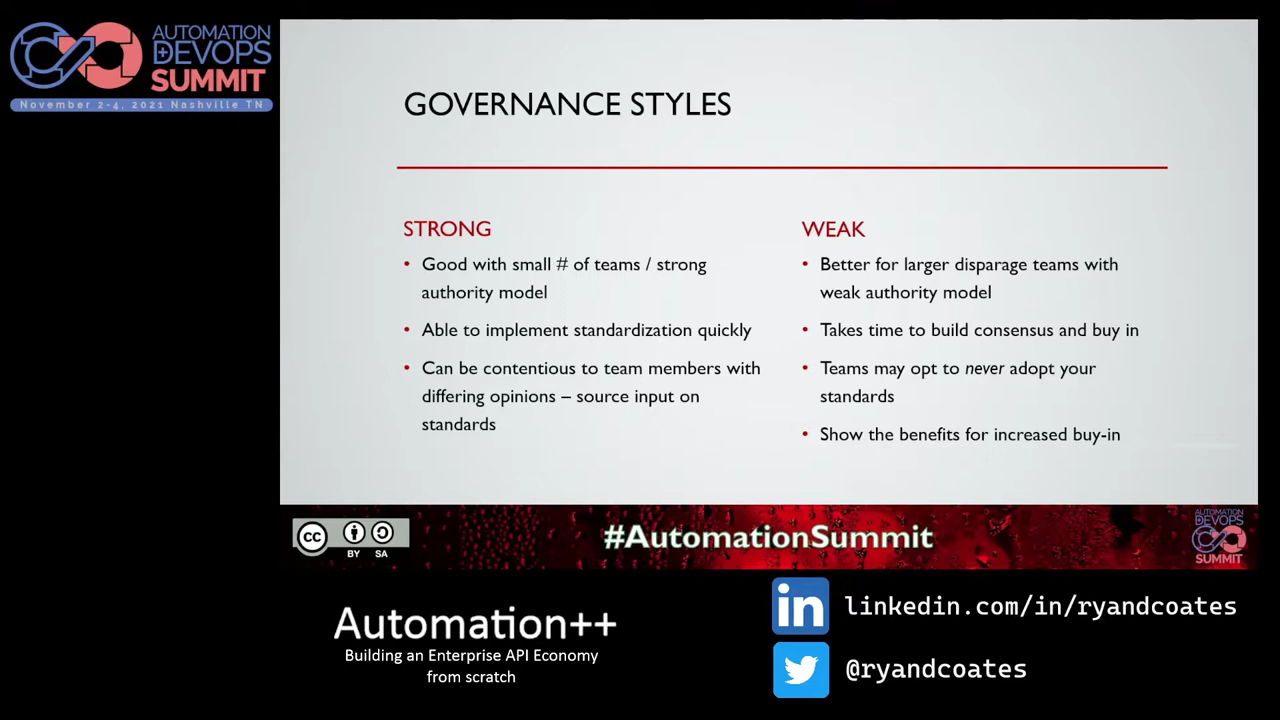 AUTOMATION
DEVOPS
SUMMIT
November 2-4, 2021 Nashville TN
GOVERNANCE STYLES
STRONG
• Good with small # of teams / strong
authority model
• Able to implement standardization quickly
• Can be contentious to team members with
differing opinions – source input on
standards
WEAK
• Better for larger disparage teams with
weak authority model
• Takes time to build consensus and buy in
• Teams may opt to never adopt your
standards
• Show the benefits for increased buy-in
cc
BY SA
#AutomationSummit
AUTOMATION
DEVOPS
SUMMIT
Automation++
Building an Enterprise API Economy
from scratch
in linkedin.com/in/ryandcoates
@ryandcoates